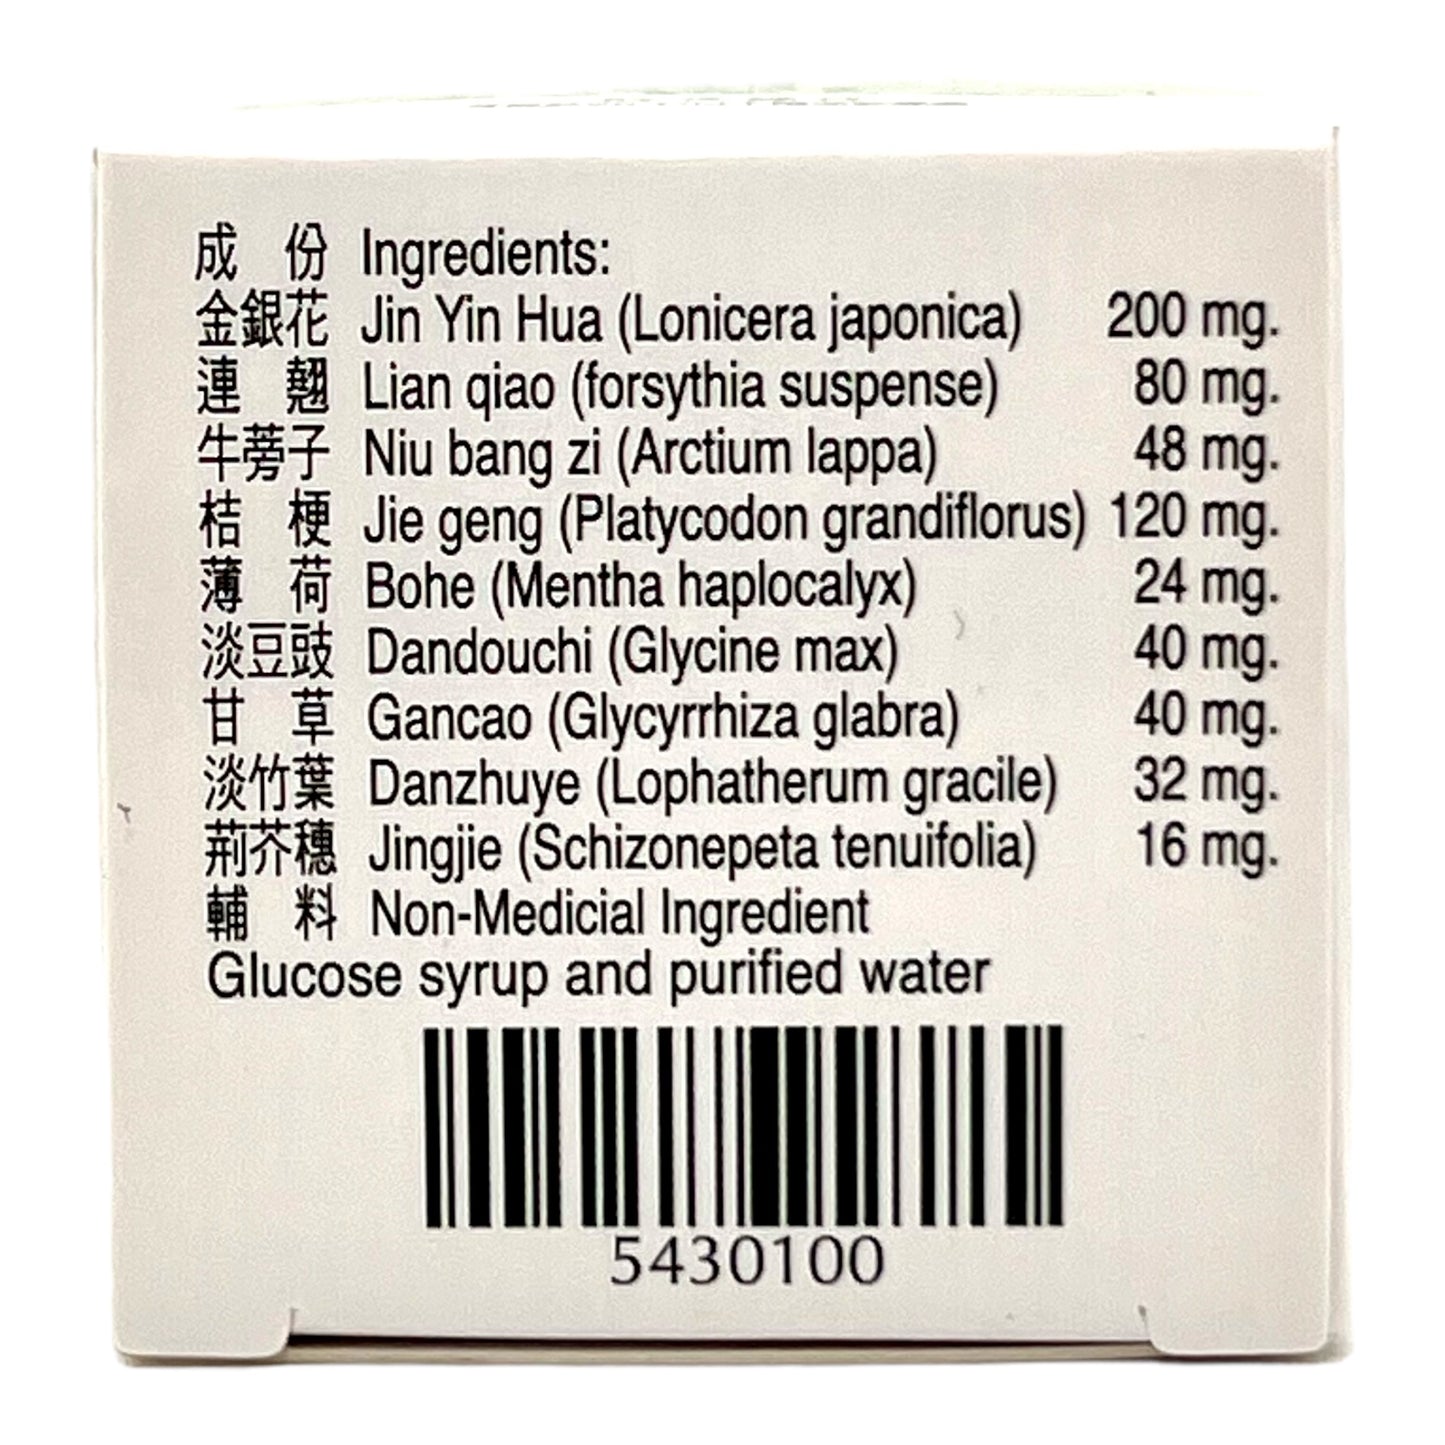 成 份 Ingredients:
金銀花 Jin Yin Hua (Lonicera japonica) 200 mg.
連 翹 Lian qiao (forsythia suspense) 80 mg.
牛蒡子 Niu bang zi (Arctium lappa) 48 mg.
桔 梗 Jie geng (Platycodon grandiflorus) 120 mg.
薄 荷 Bohe (Mentha haplocalyx) 24 mg.
淡豆豉 Dandouchi (Glycine max) 40 mg.
甘 草 Gancao (Glycyrrhiza glabra) 40 mg.
淡竹葉 Danzhuye (Lophatherum gracile) 32 mg.
荊芥穗 Jingjie (Schizonepeta tenuifolia) 16 mg.
輔 料 Non-Medicial Ingredient
Glucose syrup and purified water
5430100